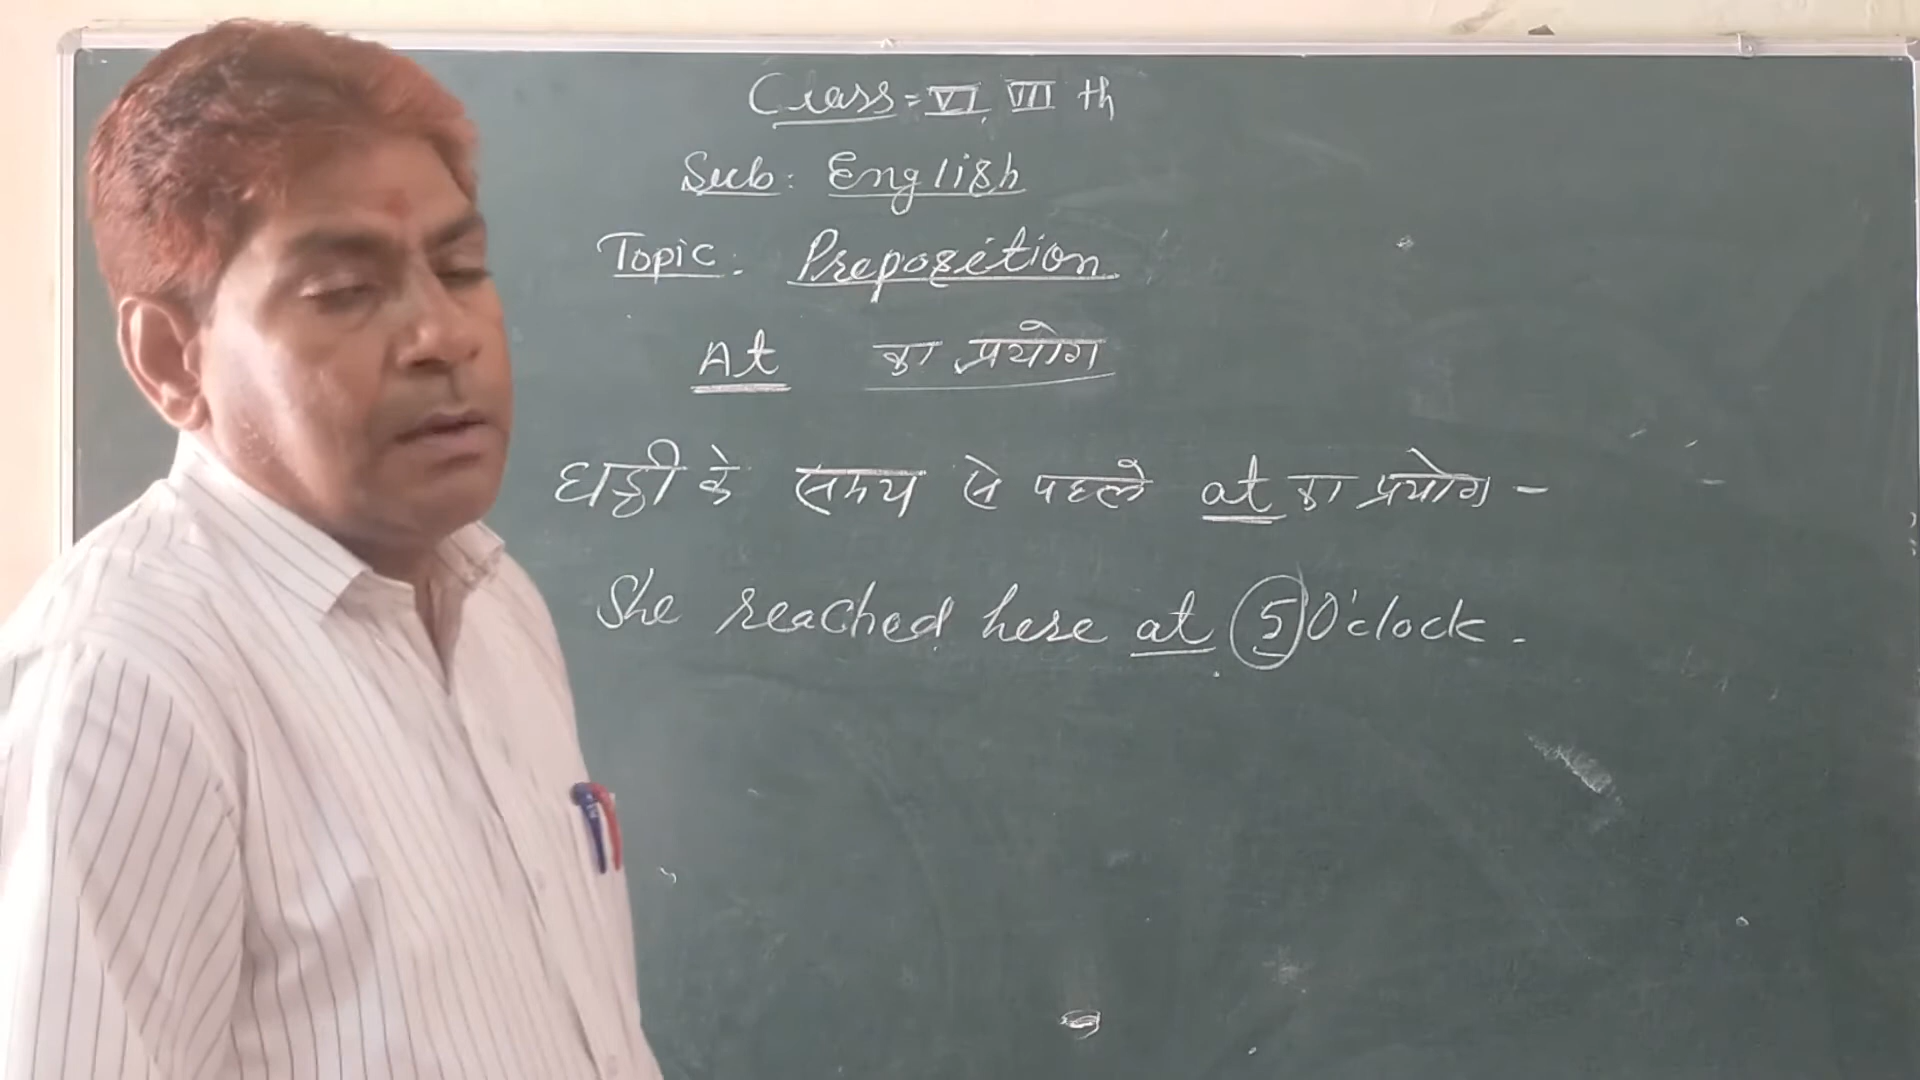 Class = VI, VII th
Sub: English
Topic: Preposition
At का प्रयोग
घड़ी के समय से पहले at का प्रयोग -
She reached here at 5 O'clock.